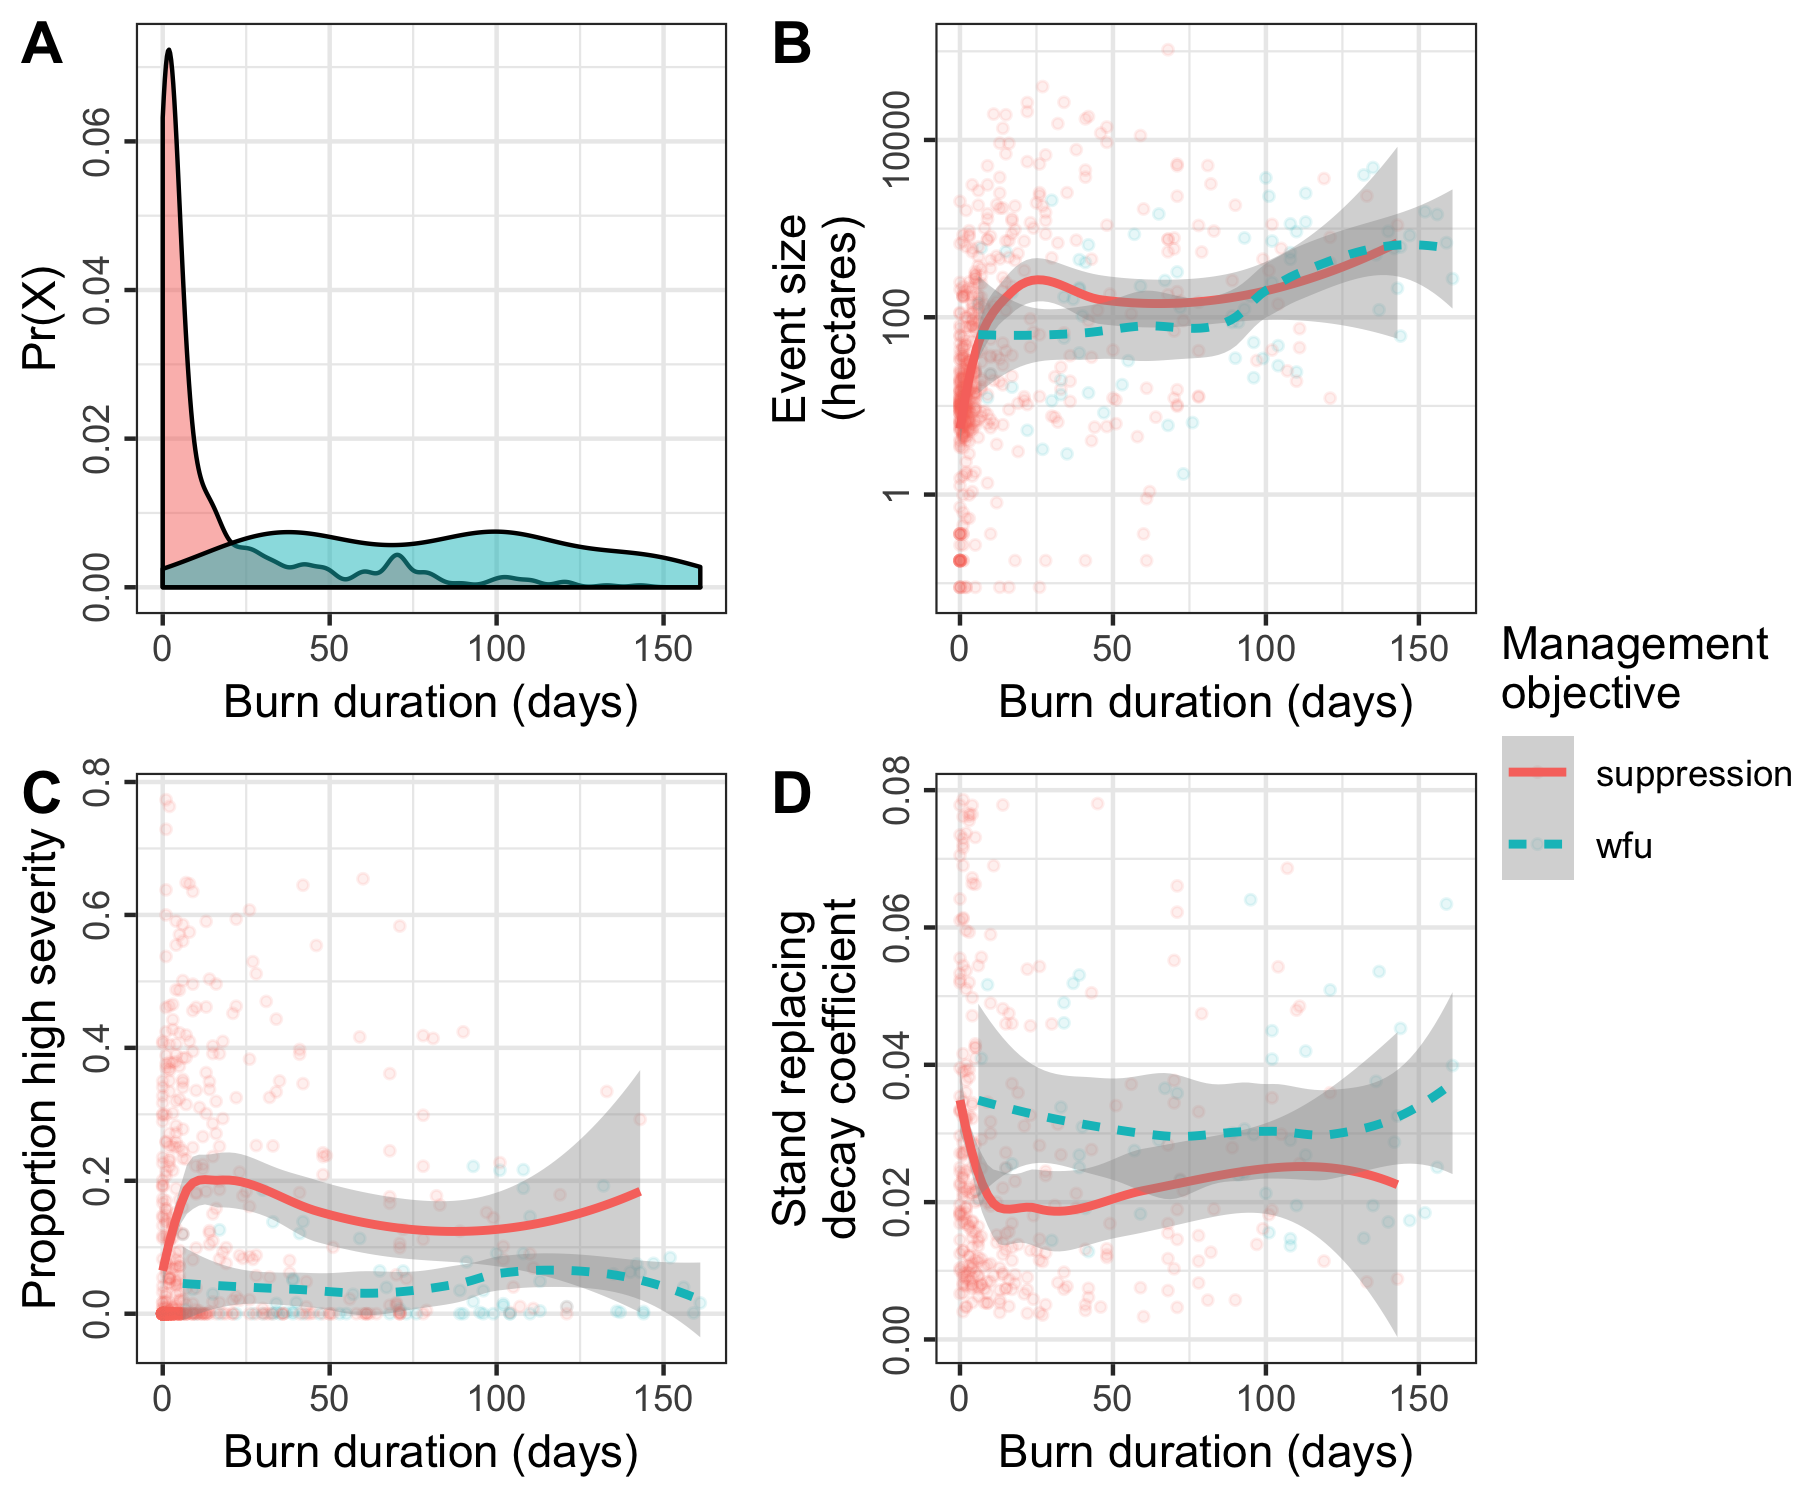 A
Pr(X)
0.00
0.02
0.04
0.06
0
50
100
150
Burn duration (days)
B
Event size
(hectares)
1
100
10000
0
50
100
150
Burn duration (days)
C
Proportion high severity
0.0
0.2
0.4
0.6
0.8
0
50
100
150
Burn duration (days)
D
Stand replacing
decay coefficient
0.00
0.02
0.04
0.06
0.08
0
50
100
150
Burn duration (days)
Management
objective
suppression
wfu